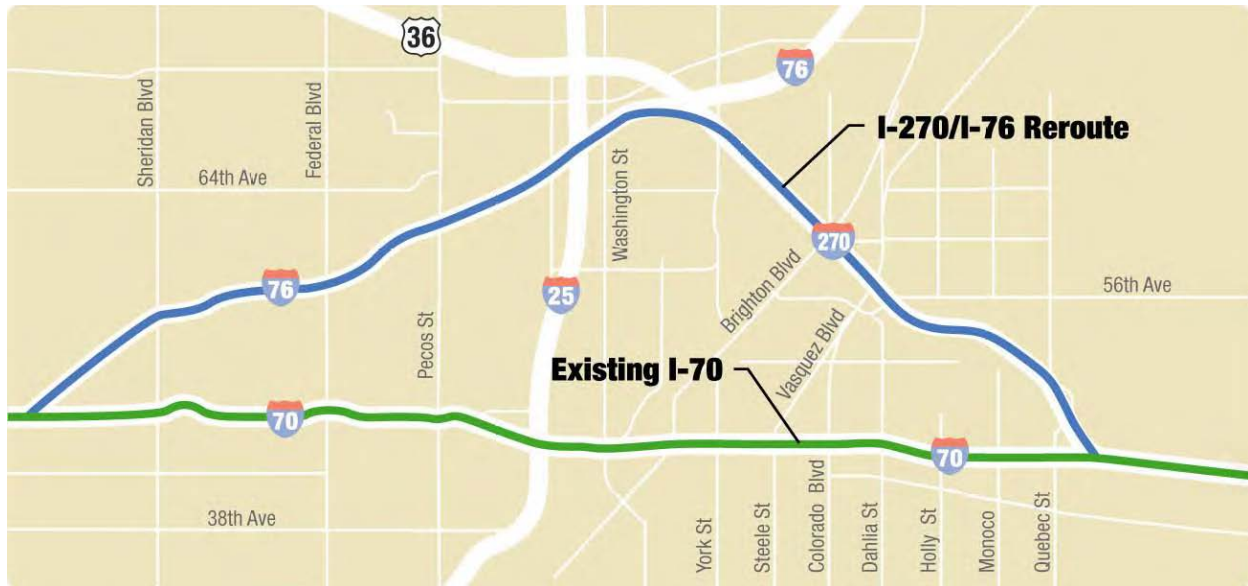 36
76
I-270/I-76 Reroute
Sheridan Blvd
Federal Blvd
64th Ave
Washington St
270
76
25
Brighton Blvd
56th Ave
Pecos St
Vasquez Blvd
Existing I-70
70
70
38th Ave
York St
Steele St
Colorado Blvd
Dahlia St
Holly St
Monoco
Quebec St